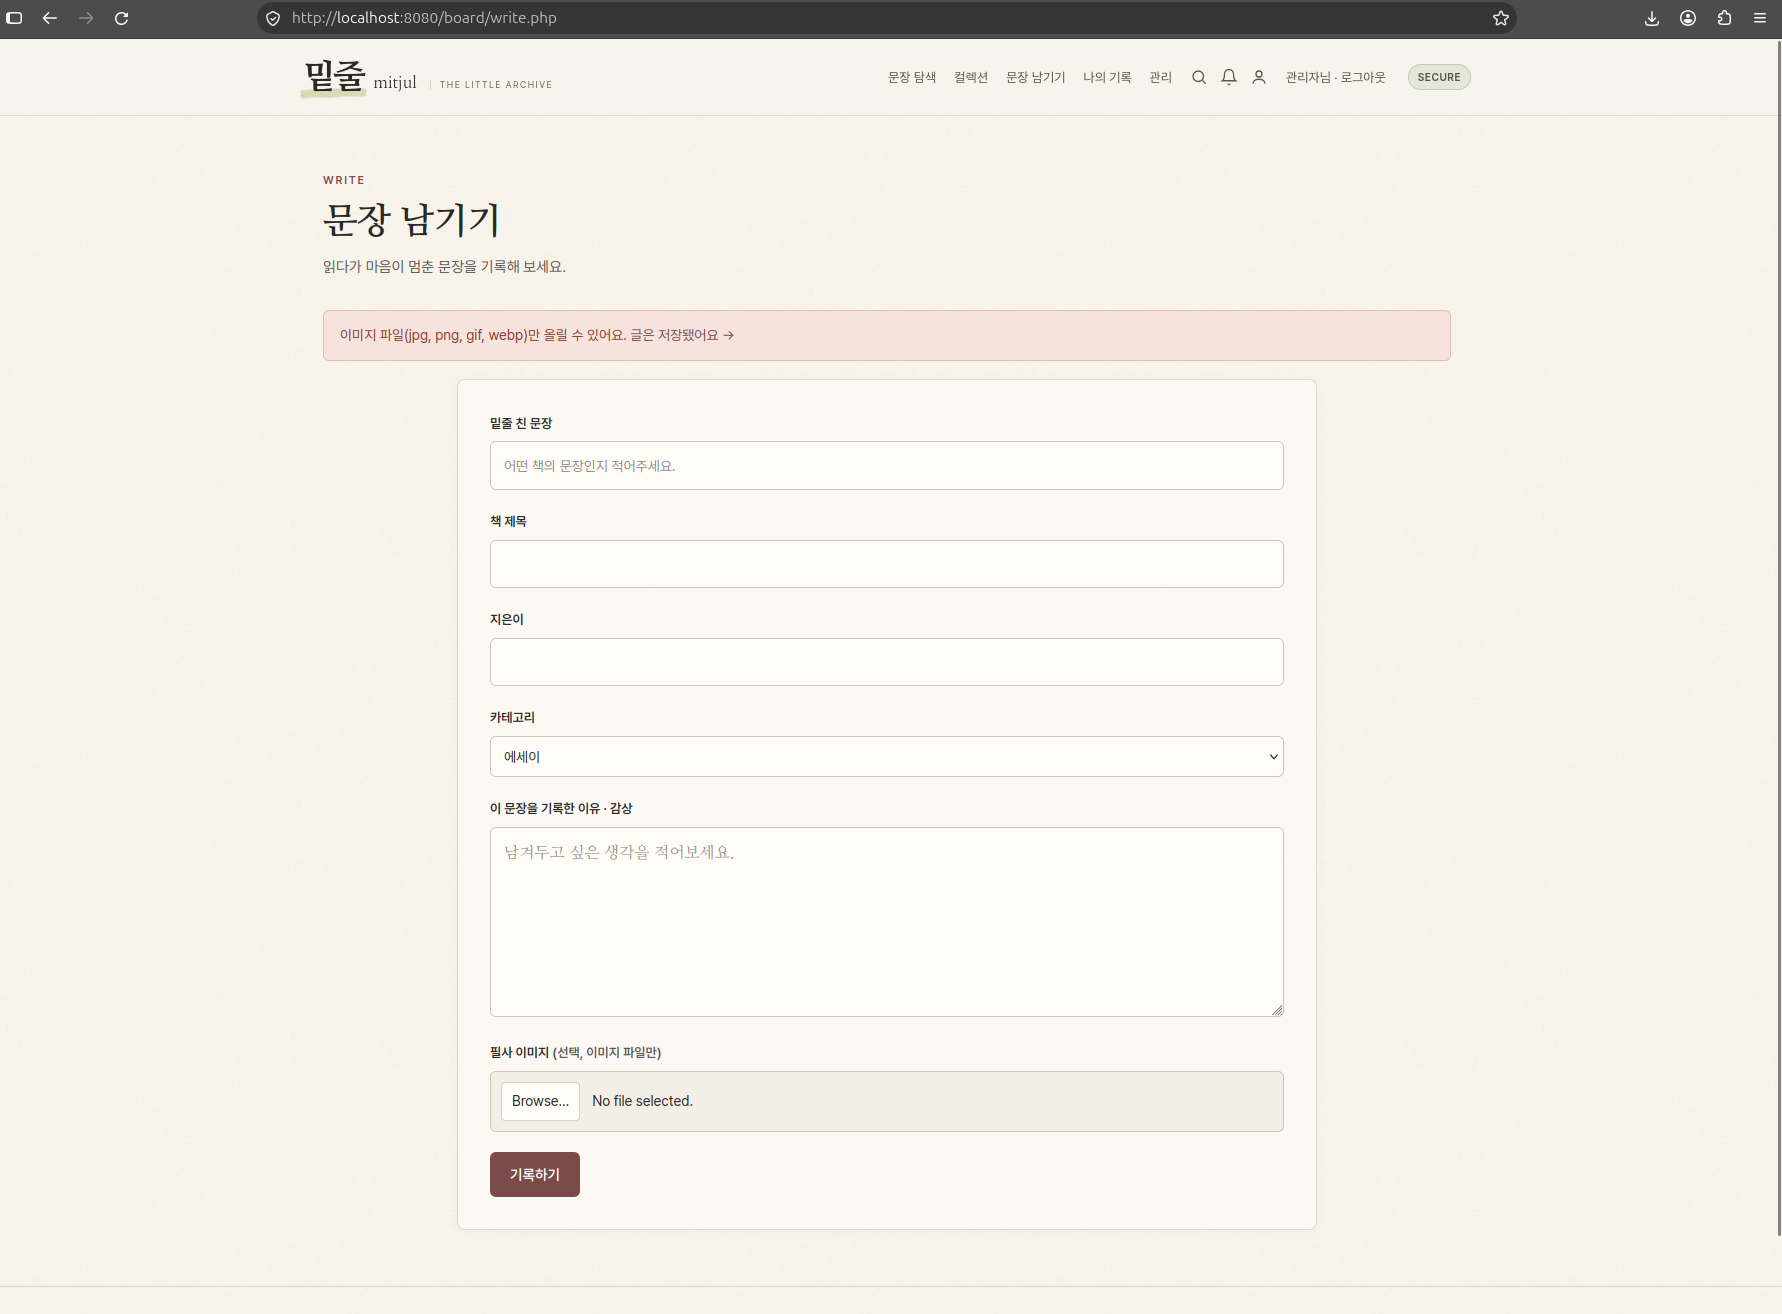 http://localhost:8080/board/write.php
밑줄 mitjul THE LITTLE ARCHIVE 문장 탐색 컬렉션 문장 남기기 나의 기록 관리 관리자님 · 로그아웃 SECURE
WRITE
문장 남기기
읽다가 마음이 멈춘 문장을 기록해 보세요.
이미지 파일(jpg, png, gif, webp)만 올릴 수 있어요. 글은 저장됐어요 →
밑줄 친 문장
어떤 책의 문장인지 적어주세요.
책 제목
지은이
카테고리
에세이
이 문장을 기록한 이유 · 감상
남겨두고 싶은 생각을 적어보세요.
필사 이미지 (선택, 이미지 파일만)
Browse... No file selected.
기록하기